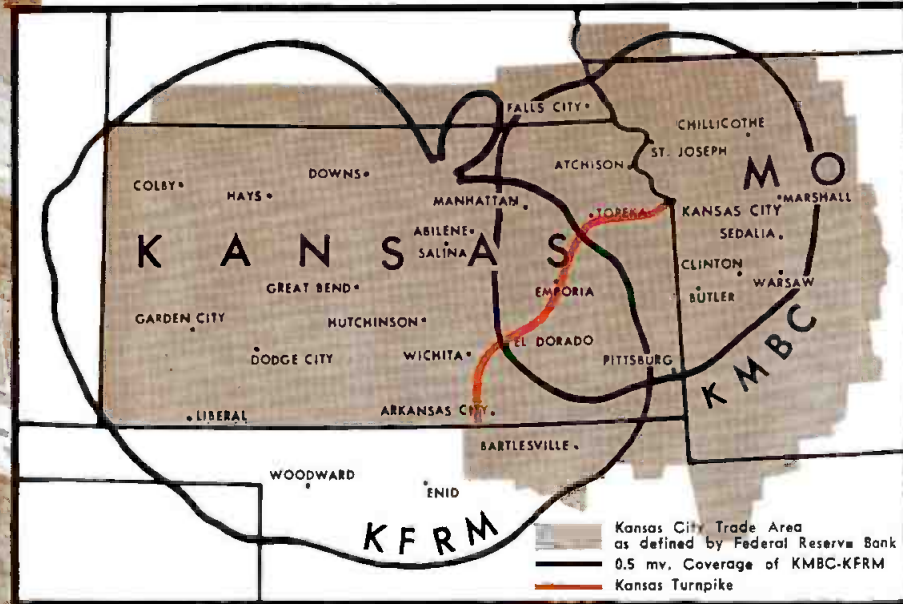 FALLS CITY
CHILLICOTHE
ST. JOSEPH
ATCHISON
M O
DOWNS
COLBY
HAYS
MANHATTAN
TOPEKA
KANSAS CITY
MARSHALL
ABILENE
SALINA
SEDALIA
K A N S A S
CLINTON
WARSAW
BUTLER
GREAT BEND
EMPORIA
GARDEN CITY
HUTCHINSON
EL DORADO
DODGE CITY
WICHITA
PITTSBURG
KMBC
LIBERAL
ARKANSAS CITY
BARTLESVILLE
WOODWARD
ENID
KFRM
Kansas City Trade Area
as defined by Federal Reserve Bank
0.5 mv. Coverage of KMBC-KFRM
Kansas Turnpike